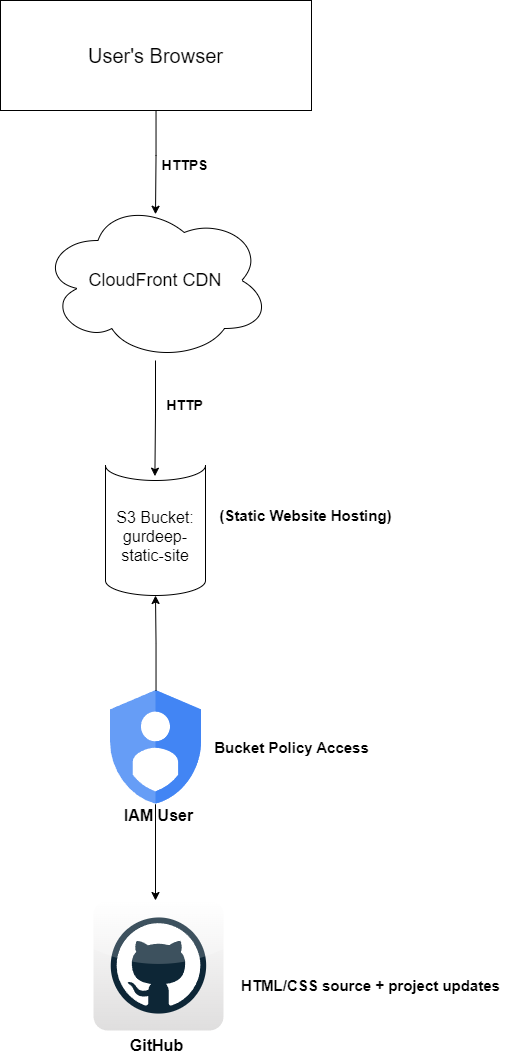 User's Browser
HTTPS
CloudFront CDN
HTTP
S3 Bucket:
gurdeep-
static-site
(Static Website Hosting)
Bucket Policy Access
IAM User
HTML/CSS source + project updates
GitHub